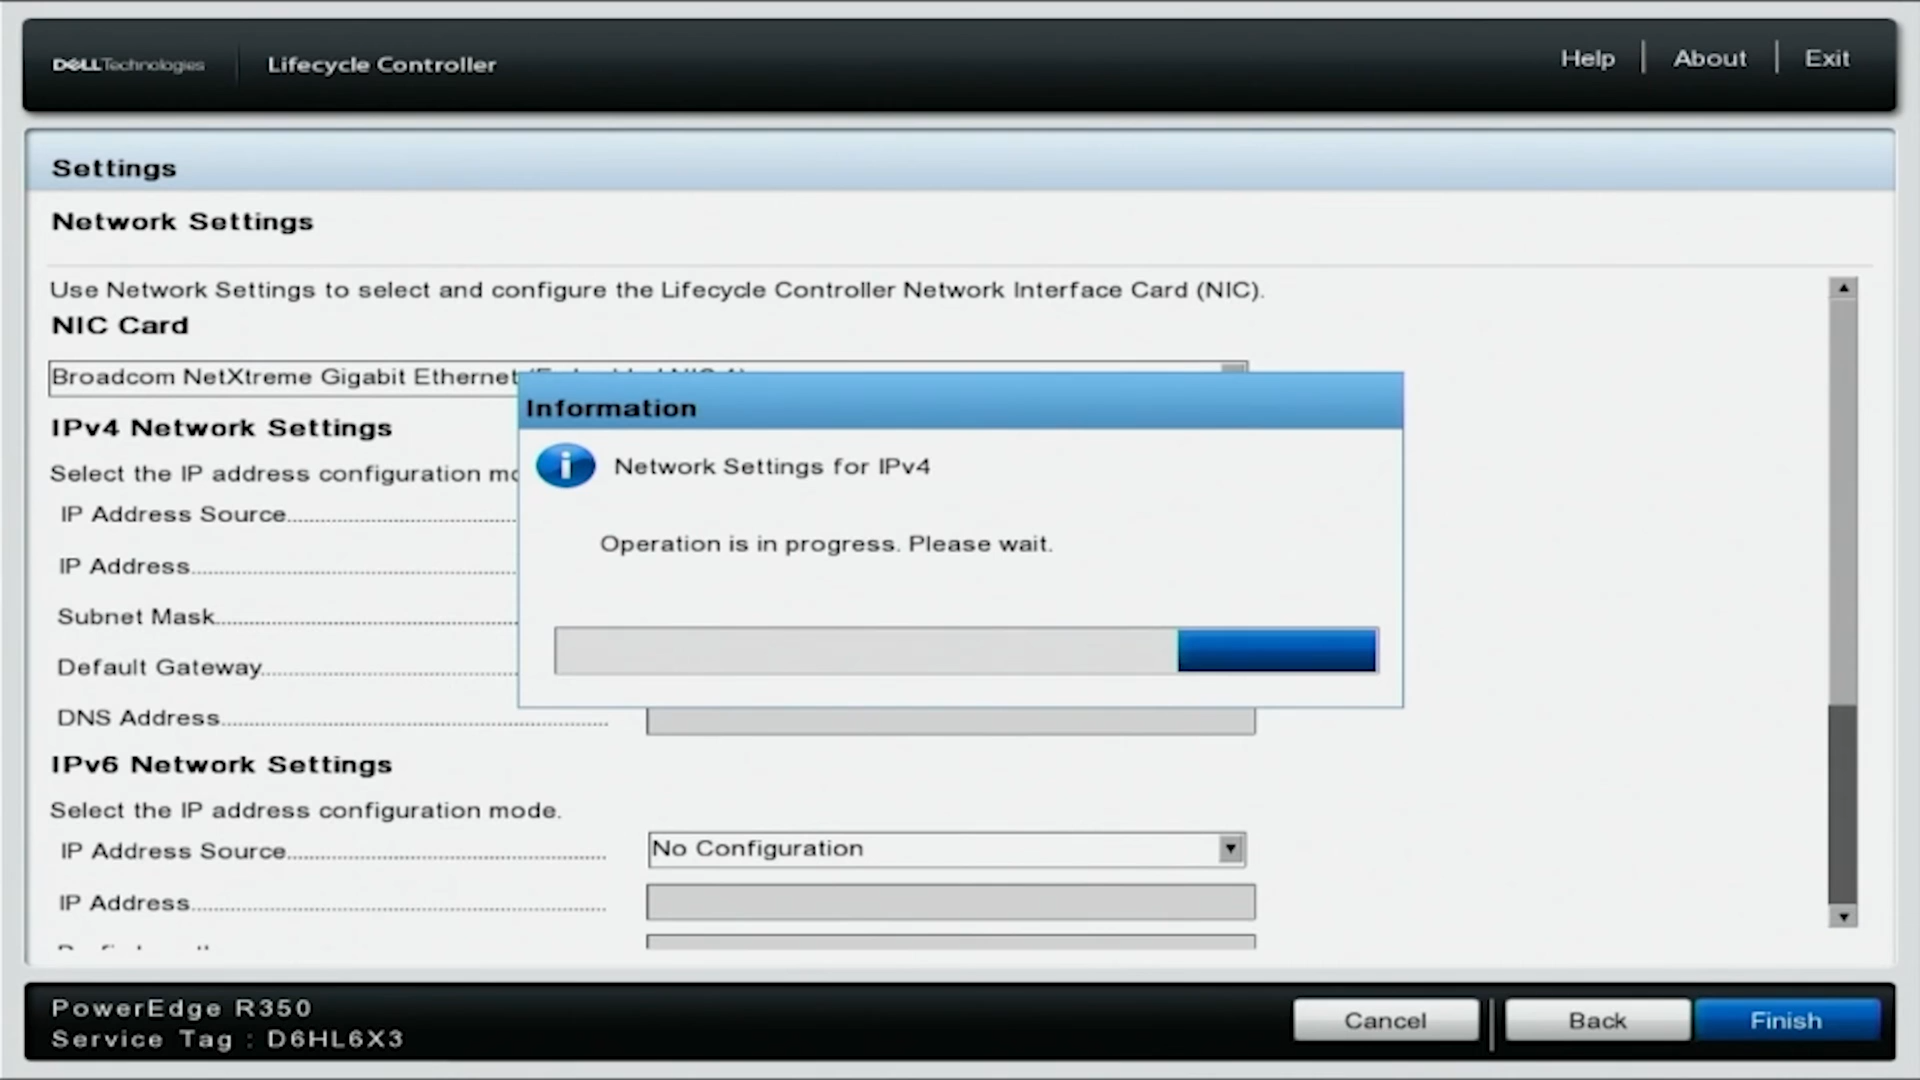 DELLTechnologies
Lifecycle Controller
Help
About
Exit
Settings
Network Settings
Use Network Settings to select and configure the Lifecycle Controller Network Interface Card (NIC).
NIC Card
Broadcom NetXtreme Gigabit Ethernet
IPv4 Network Settings
Select the IP address configuration
IP Address Source
IP Address
Subnet Mask
Default Gateway
DNS Address
Information
Network Settings for IPv4
Operation is in progress. Please wait.
IPv6 Network Settings
Select the IP address configuration mode.
IP Address Source
No Configuration
IP Address
PowerEdge R350
Service Tag : D6HL6X3
Cancel
Back
Finish